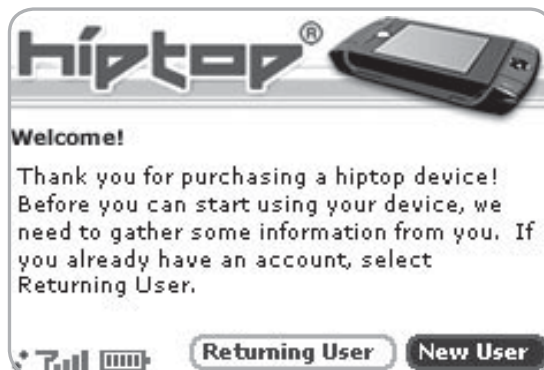 hiptop®
Welcome!
Thank you for purchasing a hiptop device!
Before you can start using your device, we
need to gather some information from you. If
you already have an account, select
Returning User.
Returning User New User